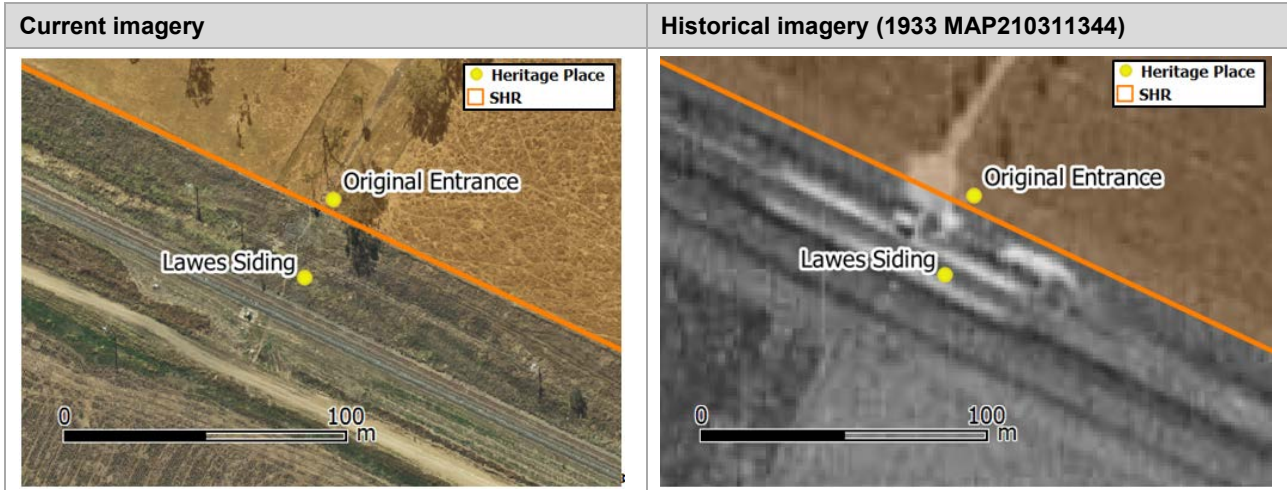 Current imagery
Historical imagery (1933 MAP210311344)
Heritage Place
SHR
Original Entrance
Lawes Siding
0 100
m
Heritage Place
SHR
Original Entrance
Lawes Siding
0 100
m